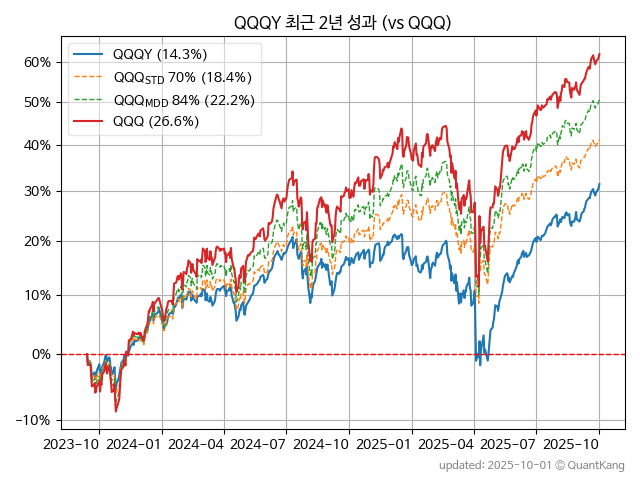 QQQY 최근 2년 성과 (vs QQQ)
QQQY (14.3%)
QQQSTD 70% (18.4%)
QQQMDD 84% (22.2%)
QQQ (26.6%)
60%
50%
40%
30%
20%
10%
0%
−10%
2023-10 2024-01 2024-04 2024-07 2024-10 2025-01 2025-04 2025-07 2025-10
updated: 2025-10-01 © QuantKang